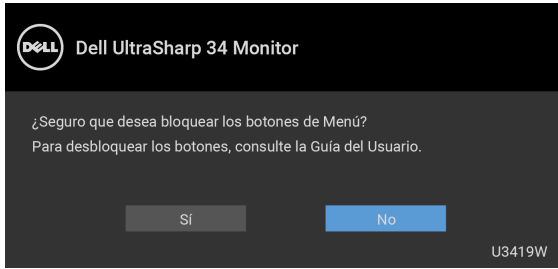 DELL Dell UltraSharp 34 Monitor
¿Seguro que desea bloquear los botones de Menú?
Para desbloquear los botones, consulte la Guía del Usuario.
Sí No
U3419W